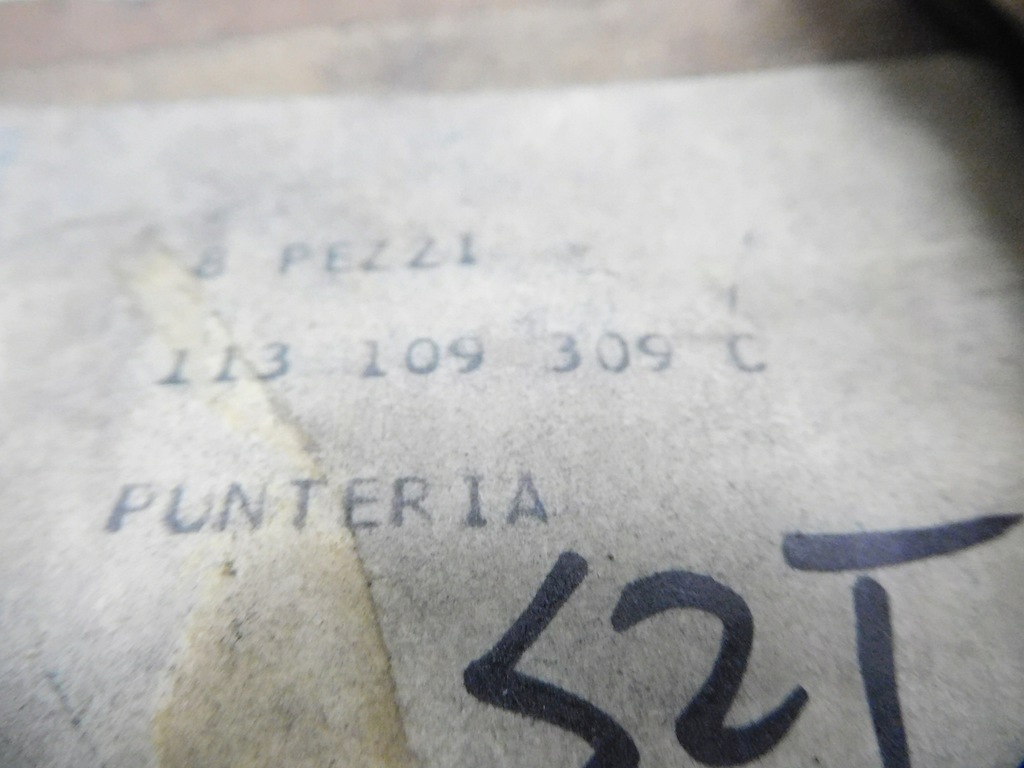 8 PEZZI
113 109 309 C
PUNTERIA
52T